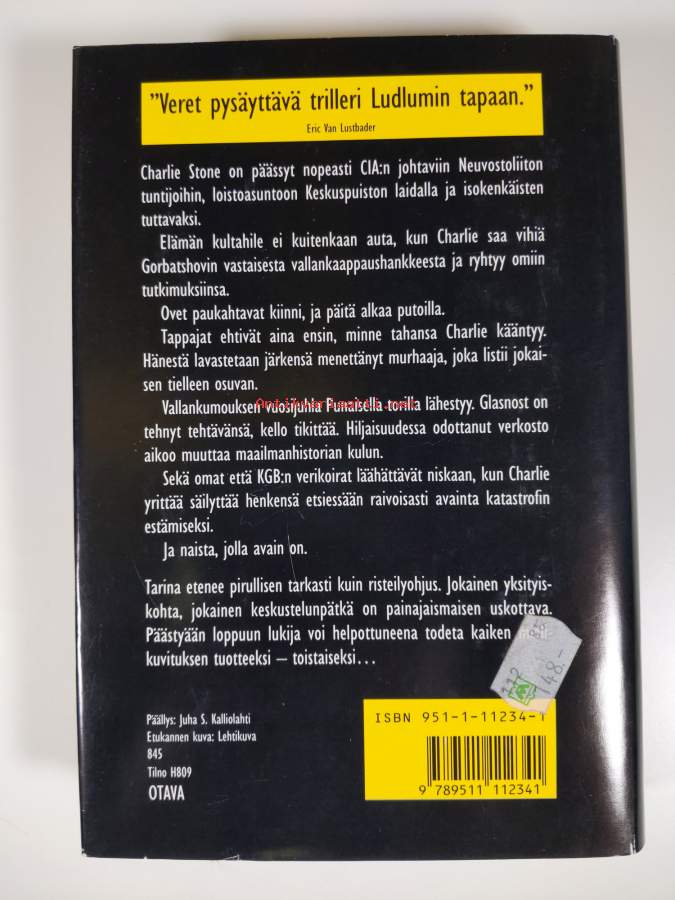 ”Veret pysäyttävä trilleri Ludlumin tapaan.”
Eric Van Lustbader
Charlie Stone on päässyt nopeasti CIA:n johtaviin Neuvostoliiton
tuntijoihin, loistoasuntoon Keskuspuiston laidalla ja isokenkäisten
tuttavaksi.
Elämän kultahile ei kuitenkaan auta, kun Charlie saa vihiä
Gorbatshovin vastaisesta vallankaappaushankkeesta ja ryhtyy omiin
tutkimuksiinsa.
Ovet paukahtavat kiinni, ja päitä alkaa putoilla.
Tappajat ehtivät aina ensin, minne tahansa Charlie kääntyy.
Hänestä lavastetaan järkensä menettänyt murhaaja, joka listii jokai-
sen tielleen osuvan.
Vallankumouksen vuosijuhla Punaisella torilla lähestyy. Glasnost on
tehnyt tehtävänsä, kello tikittää. Hiljaisuudessa odottanut verkosto
aikoo muuttaa maailmanhistorian kulun.
Sekä omat että KGB:n verikoirat läähättävät niskaan, kun Charlie
yrittää säilyttää henkensä etsiessään raivoisasti avainta katastrofin
estämiseksi.
Ja naista, jolla avain on.
Tarina etenee pirullisen tarkasti kuin risteilyohjus. Jokainen yksityis-
kohta, jokainen keskustelunpätkä on painajaismaisen uskottava.
Päästyään loppuun lukija voi helpottuneena todeta kaiken
kuvituksen tuotteeksi – toistaiseksi...
148.-
Päällys: Juha S. Kalliolahti
Etukannen kuva: Lehtikuva
845
Tilno H809
OTAVA
ISBN 951-1-11234-1
9 789511 112341